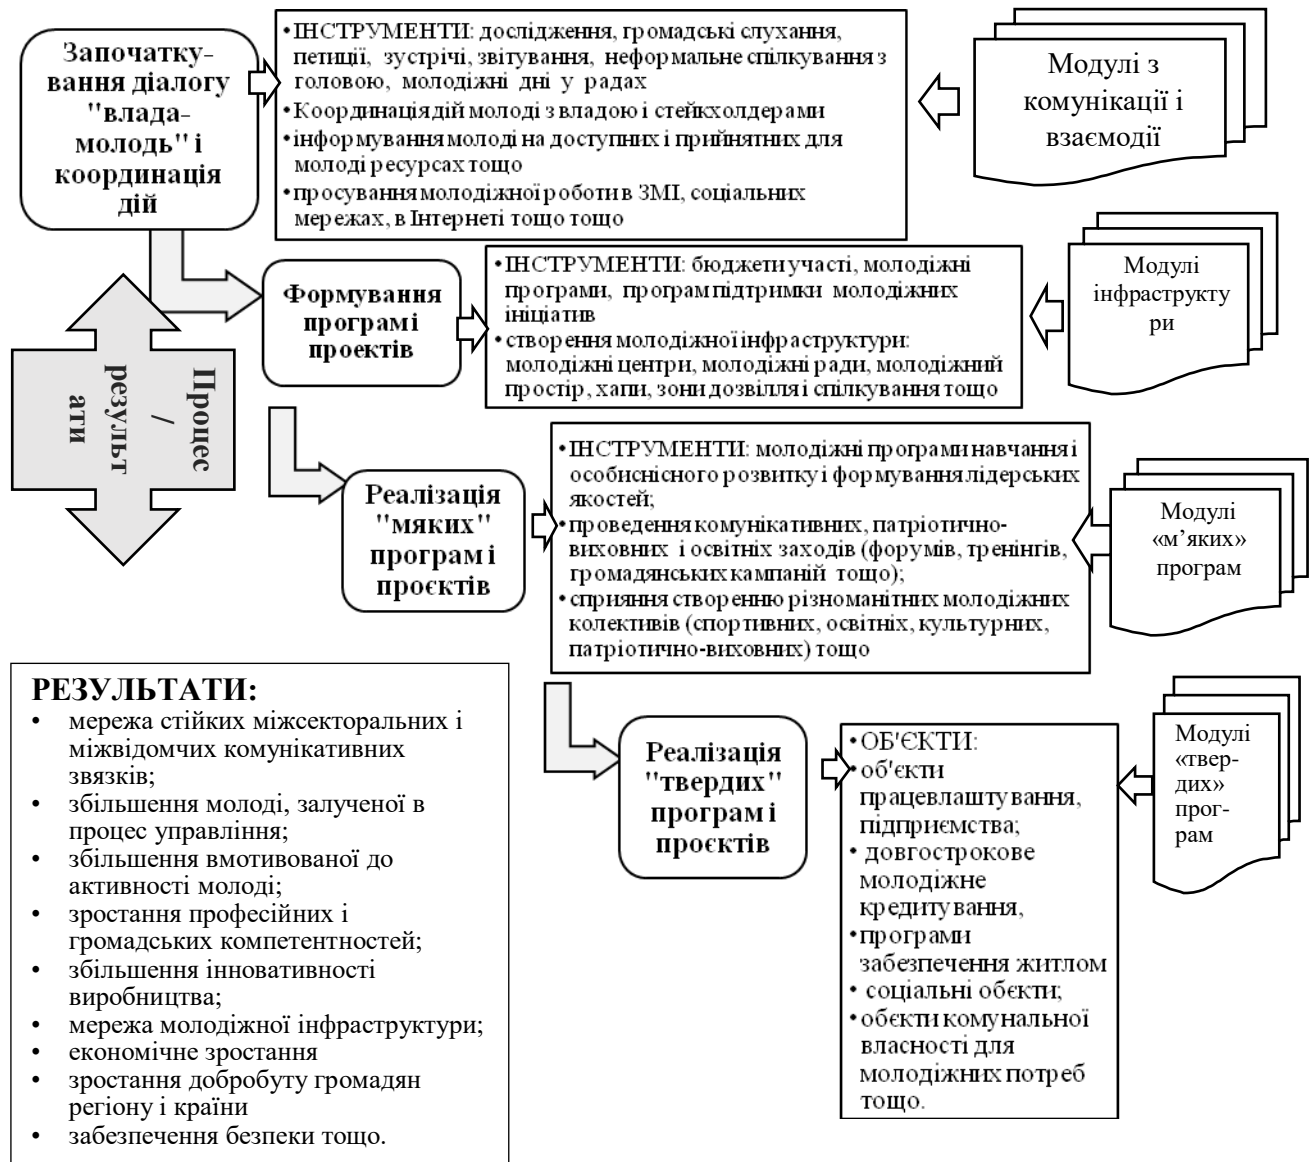 Започатку-
вання діалогу
"влада-
молодь" і
координація
дій
• ІНСТРУМЕНТИ: дослідження, громадські слухання,
петиції, зустрічі, звітування, неформальне спілкування з
головою, молодіжні дні у радах
• Координація дій молоді з владою і стейкхолдерами
• інформування молоді на доступних і прийнятних для
молоді ресурсах тощо
• просування молодіжної роботи в ЗМІ, соціальних
мережах, в Інтернеті тощо тощо
Модулі з
комунікації і
взаємодії
Формування
програм і
проектів
• ІНСТРУМЕНТИ: бюджети участі, молодіжні
програми, програм підтримки молодіжних
ініціатив
• створення молодіжної інфраструктури:
молодіжні центри, молодіжні ради, молодіжний
простір, хапи, зони дозвілля і спілкування тощо
Модулі
інфраструкту
ри
Процес
/
результ
ати
Реалізація
"мяких"
програм і
проєктів
• ІНСТРУМЕНТИ: молодіжні програми навчання і
особиснісного розвитку і формування лідерських
якостей;
• проведення комунікативних, патріотично-
виховних і освітніх заходів (форумів, тренінгів,
громадянських кампаній тощо);
• сприяння створенню різноманітних молодіжних
колективів (спортивних, освітніх, культурних,
патріотично-виховних) тощо
Модулі
«м’яких»
програм
Реалізація
"твердих"
програм і
проєктів
• ОБ'ЄКТИ:
• об'єкти
працевлаштування,
підприємства;
• довгострокове
молодіжне
кредитування,
• програми
забезпечення житлом
• соціальні обєкти;
• обєкти комунальної
власності для
молодіжних потреб
тощо.
Модулі
«твер-
дих»
прог-
рам
РЕЗУЛЬТАТИ:
• мережа стійких міжсекторальних і
міжвідомчих комунікативних
звязків;
• збільшення молоді, залученої в
процес управління;
• збільшення вмотивованої до
активності молоді;
• зростання професійних і
громадських компетентностей;
• збільшення інновативності
виробництва;
• мережа молодіжної інфраструктури;
• економічне зростання
• зростання добробуту громадян
регіону і країни
• забезпечення безпеки тощо.